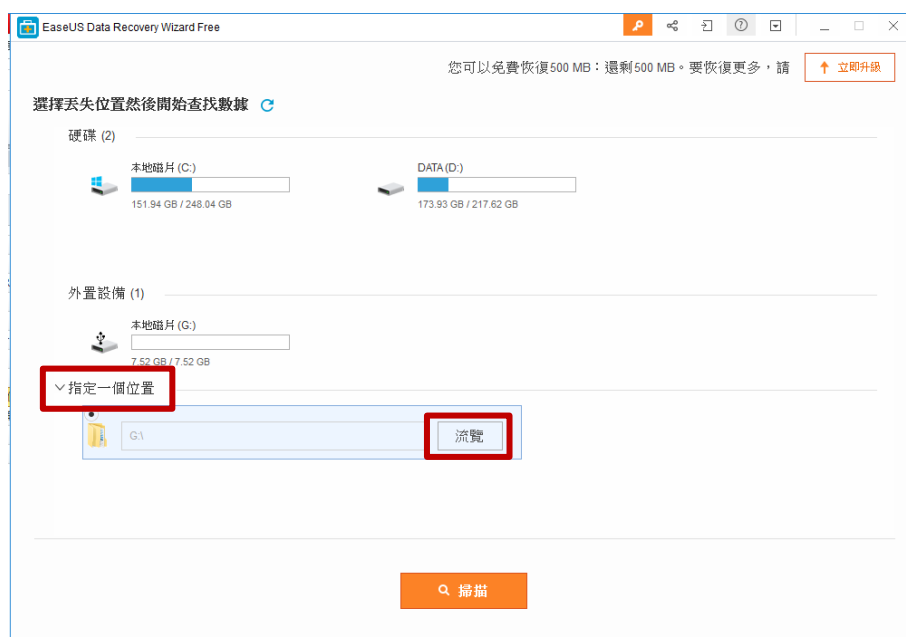 EaseUS Data Recovery Wizard Free
您可以免費恢復500 MB：還剩500 MB。要恢復更多，請 立即升級
選擇丟失位置然後開始查找數據
硬碟 (2)
本地磁片 (C:) DATA (D:)
151.94 GB / 248.04 GB 173.93 GB / 217.62 GB
外置設備 (1)
本地磁片 (G:)
7.52 GB / 7.52 GB
指定一個位置
G:\ 流覽
掃描